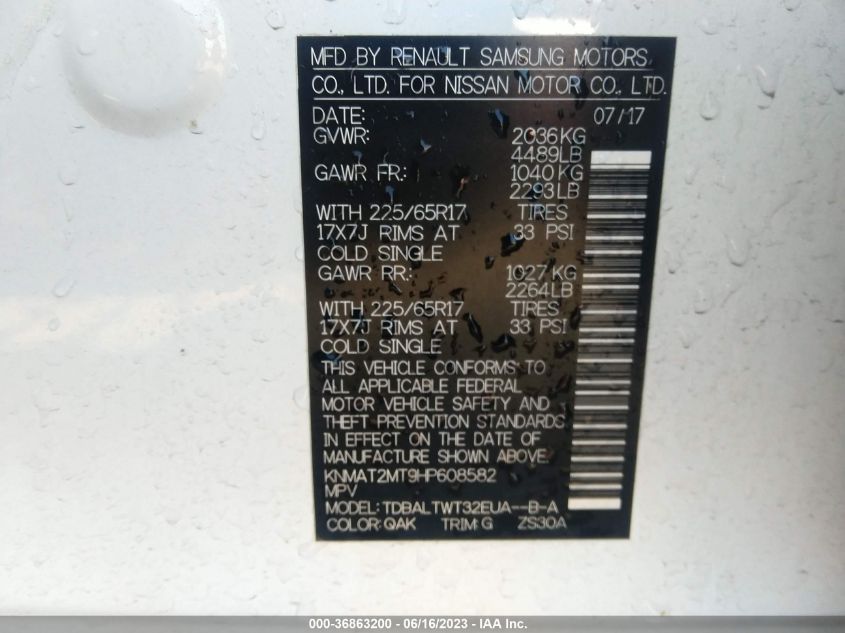 MFD BY RENAULT SAMSUNG MOTORS
CO., LTD. FOR NISSAN MOTOR CO., LTD.
DATE: 07/17
GVWR: 2036KG
4489LB
GAWR FR: 1040 KG
2293LB
WITH 225/65R17 TIRES
17X7J RIMS AT 33 PSI
COLD SINGLE
GAWR RR: 1027 KG
2264LB
WITH 225/65R17 TIRES
17X7J RIMS AT 33 PSI
COLD SINGLE
THIS VEHICLE CONFORMS TO
ALL APPLICABLE FEDERAL
MOTOR VEHICLE SAFETY AND
THEFT PREVENTION STANDARDS
IN EFFECT ON THE DATE OF
MANUFACTURE SHOWN ABOVE.
KNMAT2MT9HP608582
MPV
MODEL: TDBALTWT32EUA--B-A
COLOR: QAK TRIM: G ZS30A
000-36863200 - 06/16/2023 - IAA Inc.